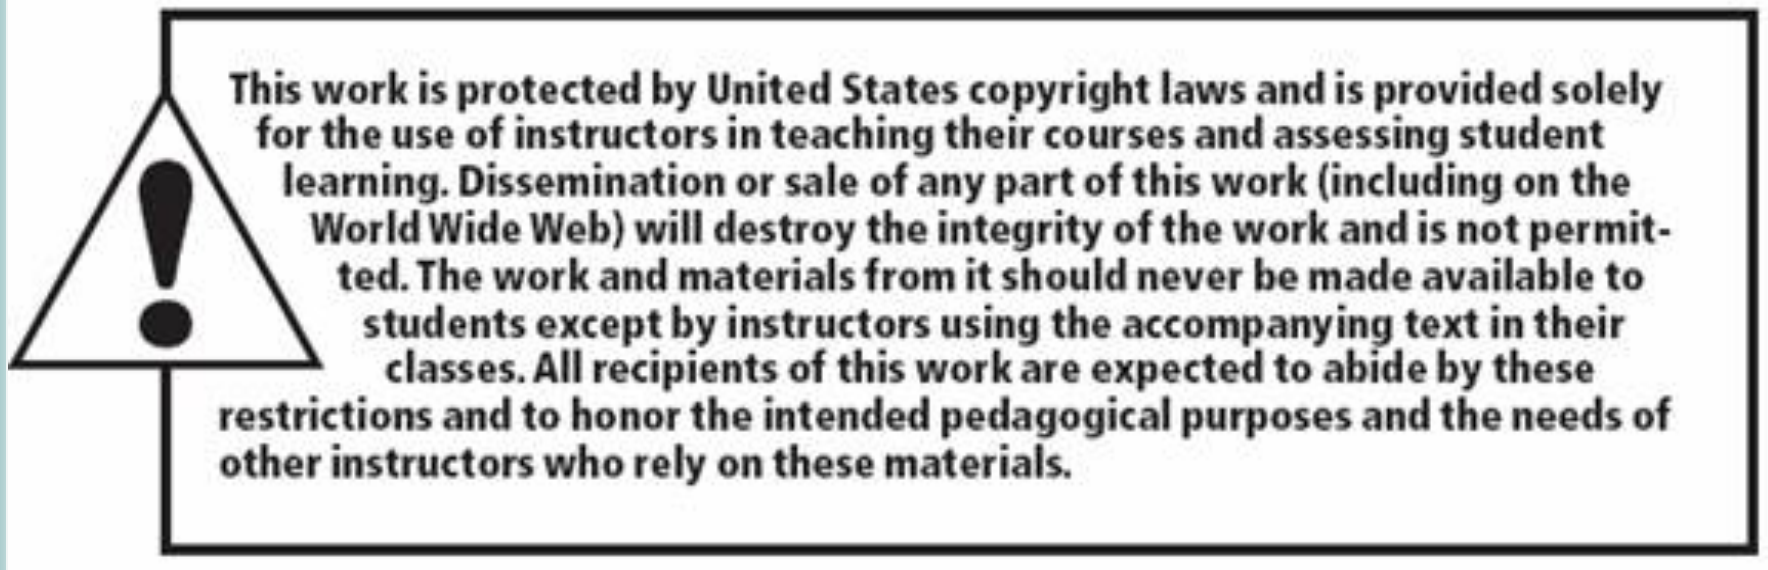 This work is protected by United States copyright laws and is provided solely
for the use of instructors in teaching their courses and assessing student
learning. Dissemination or sale of any part of this work (including on the
World Wide Web) will destroy the integrity of the work and is not permit-
ted. The work and materials from it should never be made available to
students except by instructors using the accompanying text in their
classes. All recipients of this work are expected to abide by these
restrictions and to honor the intended pedagogical purposes and the needs of
other instructors who rely on these materials.